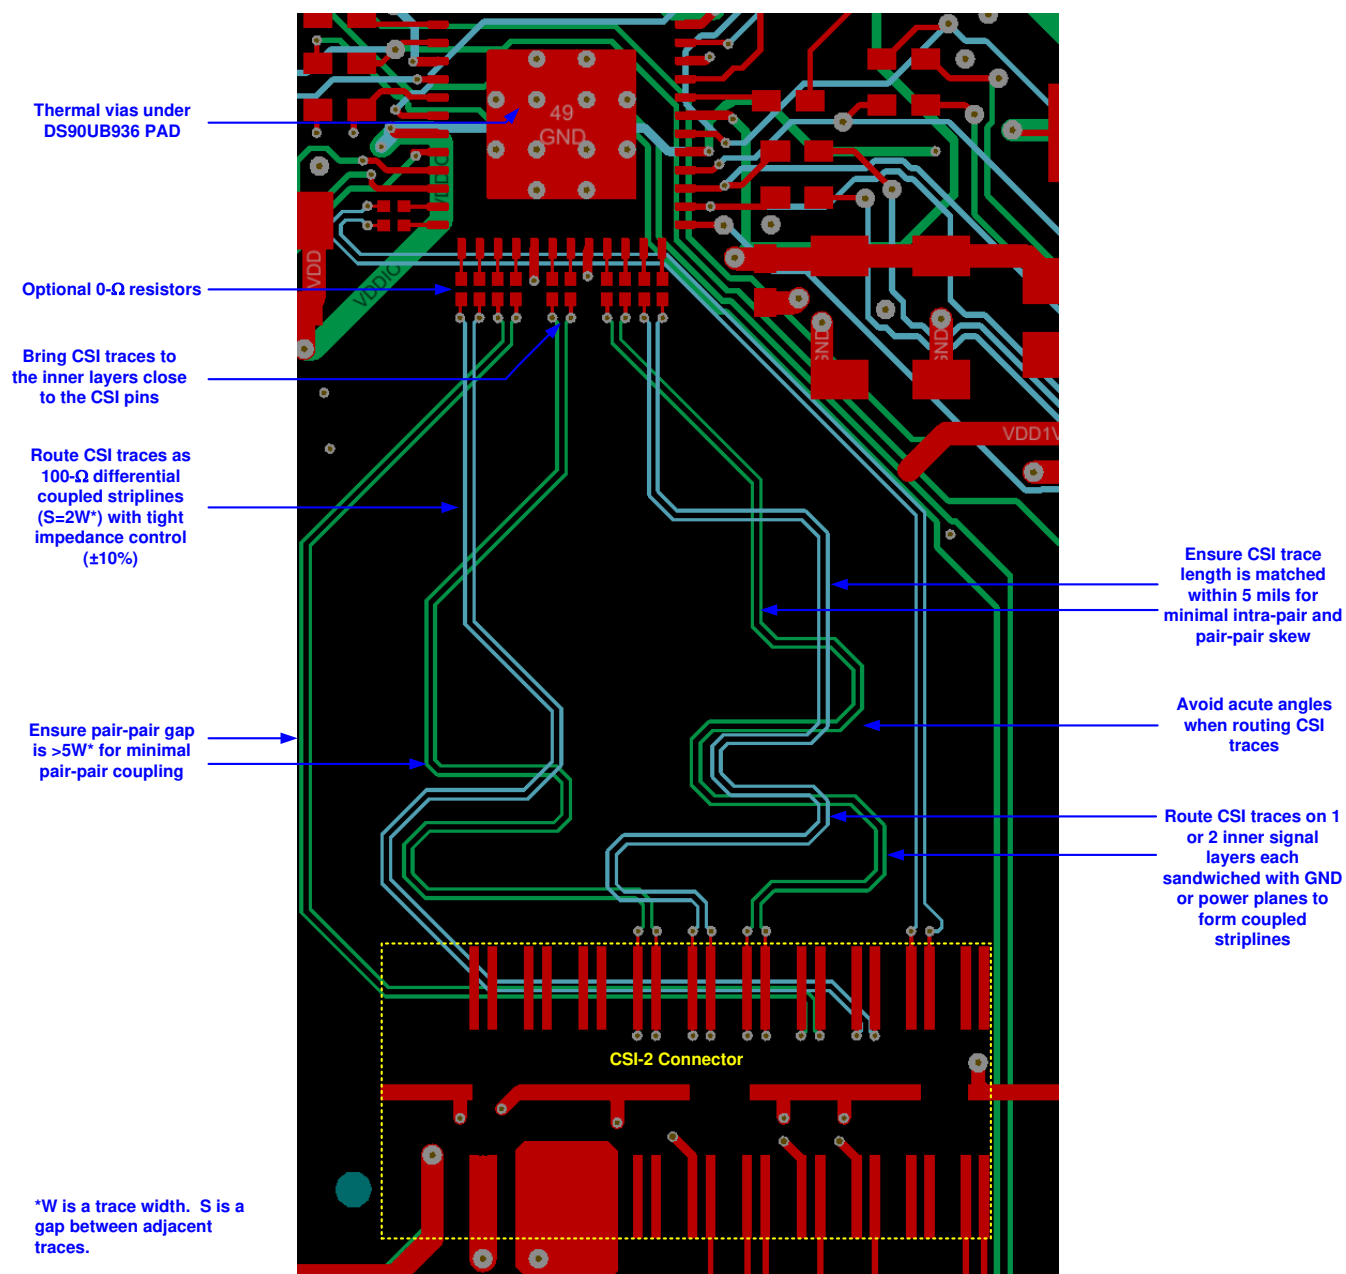 Thermal vias under
DS90UB936 PAD
49
GND
VDDIO
VDD
VDDIO
Optional 0-Ω resistors
Bring CSI traces to
the inner layers close
to the CSI pins
GND
GND
VDD1V
Route CSI traces as
100-Ω differential
coupled striplines
(S=2W*) with tight
impedance control
(±10%)
Ensure CSI trace
length is matched
within 5 mils for
minimal intra-pair and
pair-pair skew
Ensure pair-pair gap
is >5W* for minimal
pair-pair coupling
Avoid acute angles
when routing CSI
traces
Route CSI traces on 1
or 2 inner signal
layers each
sandwiched with GND
or power planes to
form coupled
striplines
CSI-2 Connector
*W is a trace width.  S is a
gap between adjacent
traces.